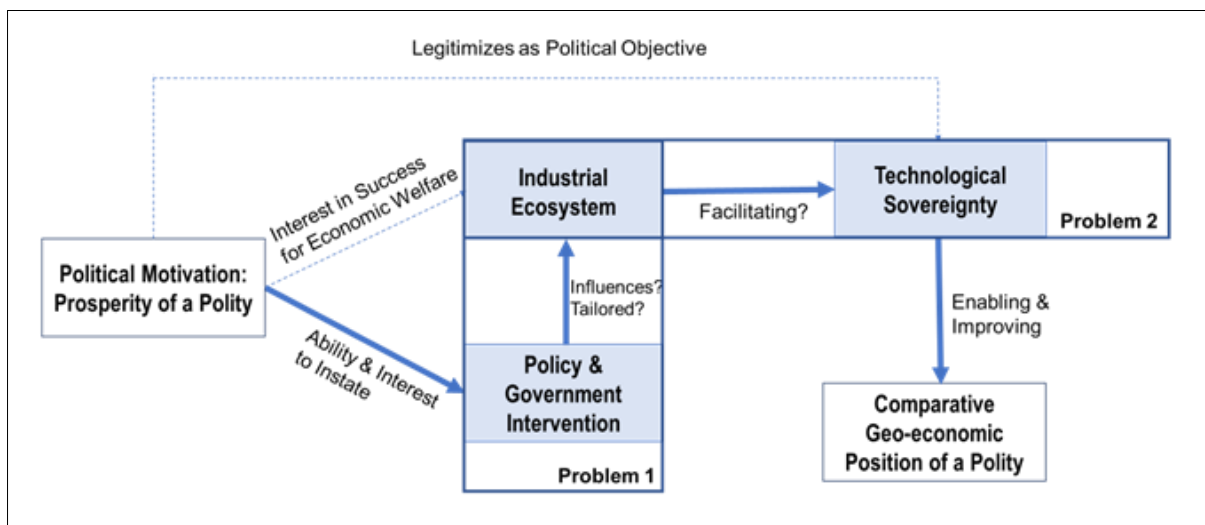 Legitimizes as Political Objective
Interest in Success
for Economic Welfare
Industrial
Ecosystem
Facilitating?
Technological
Sovereignty
Problem 2
Political Motivation:
Prosperity of a Polity
Influences?
Tailored?
Enabling &
Improving
Ability & Interest
to Instate
Policy &
Government
Intervention
Problem 1
Comparative
Geo-economic
Position of a Polity